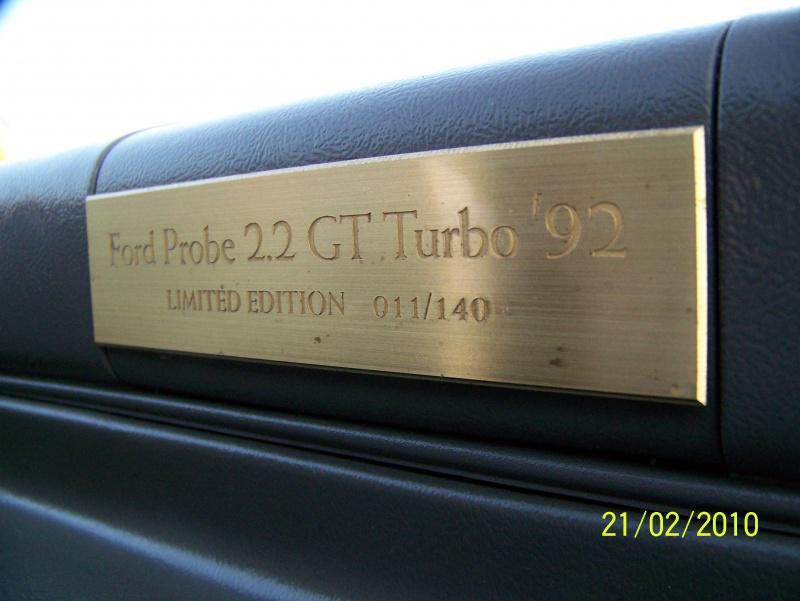 Ford Probe 2.2 GT Turbo '92
LIMITED EDITION 011/140
21/02/2010